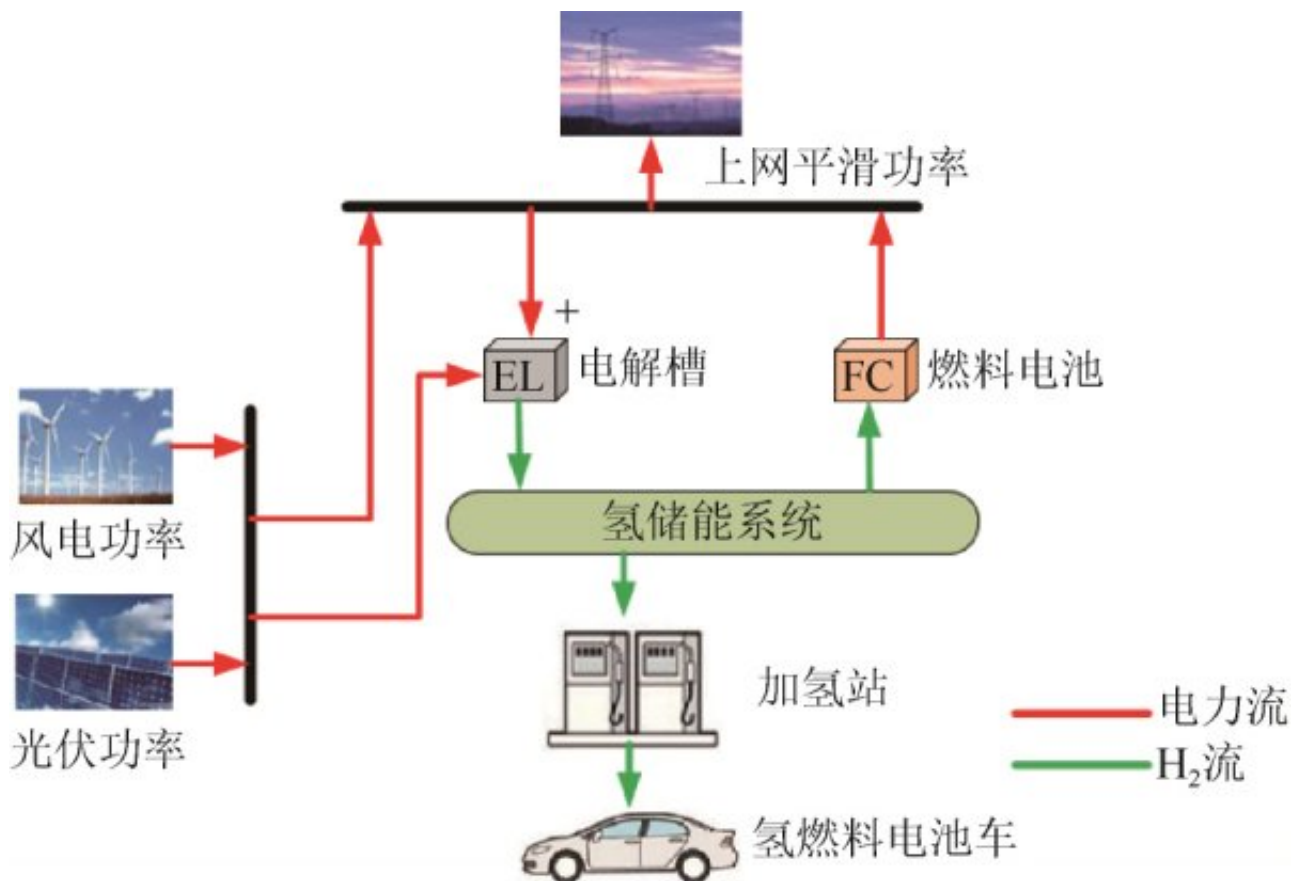 上网平滑功率
+
EL 电解槽
FC 燃料电池
风电功率
氢储能系统
光伏功率
加氢站
电力流
H₂流
氢燃料电池车